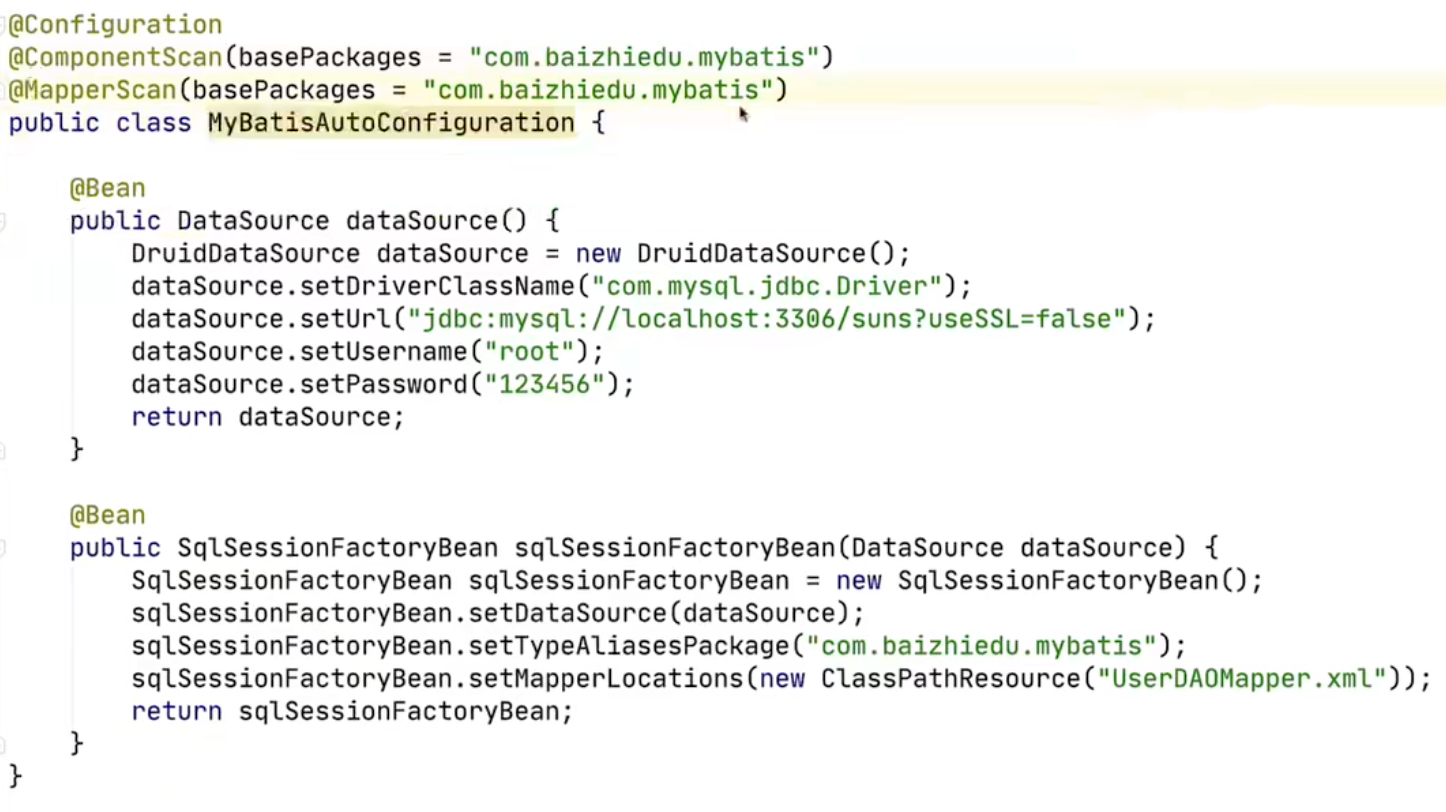 @Configuration
@ComponentScan(basePackages = "com.baizhiedu.mybatis")
@MapperScan(basePackages = "com.baizhiedu.mybatis")
public class MyBatisAutoConfiguration {
@Bean
public DataSource dataSource() {
DruidDataSource dataSource = new DruidDataSource();
dataSource.setDriverClassName("com.mysql.jdbc.Driver");
dataSource.setUrl("jdbc:mysql://localhost:3306/suns?useSSL=false");
dataSource.setUsername("root");
dataSource.setPassword("123456");
return dataSource;
}
@Bean
public SqlSessionFactoryBean sqlSessionFactoryBean(DataSource dataSource) {
SqlSessionFactoryBean sqlSessionFactoryBean = new SqlSessionFactoryBean();
sqlSessionFactoryBean.setDataSource(dataSource);
sqlSessionFactoryBean.setTypeAliasesPackage("com.baizhiedu.mybatis");
sqlSessionFactoryBean.setMapperLocations(new ClassPathResource("UserDAOMapper.xml"));
return sqlSessionFactoryBean;
}
}